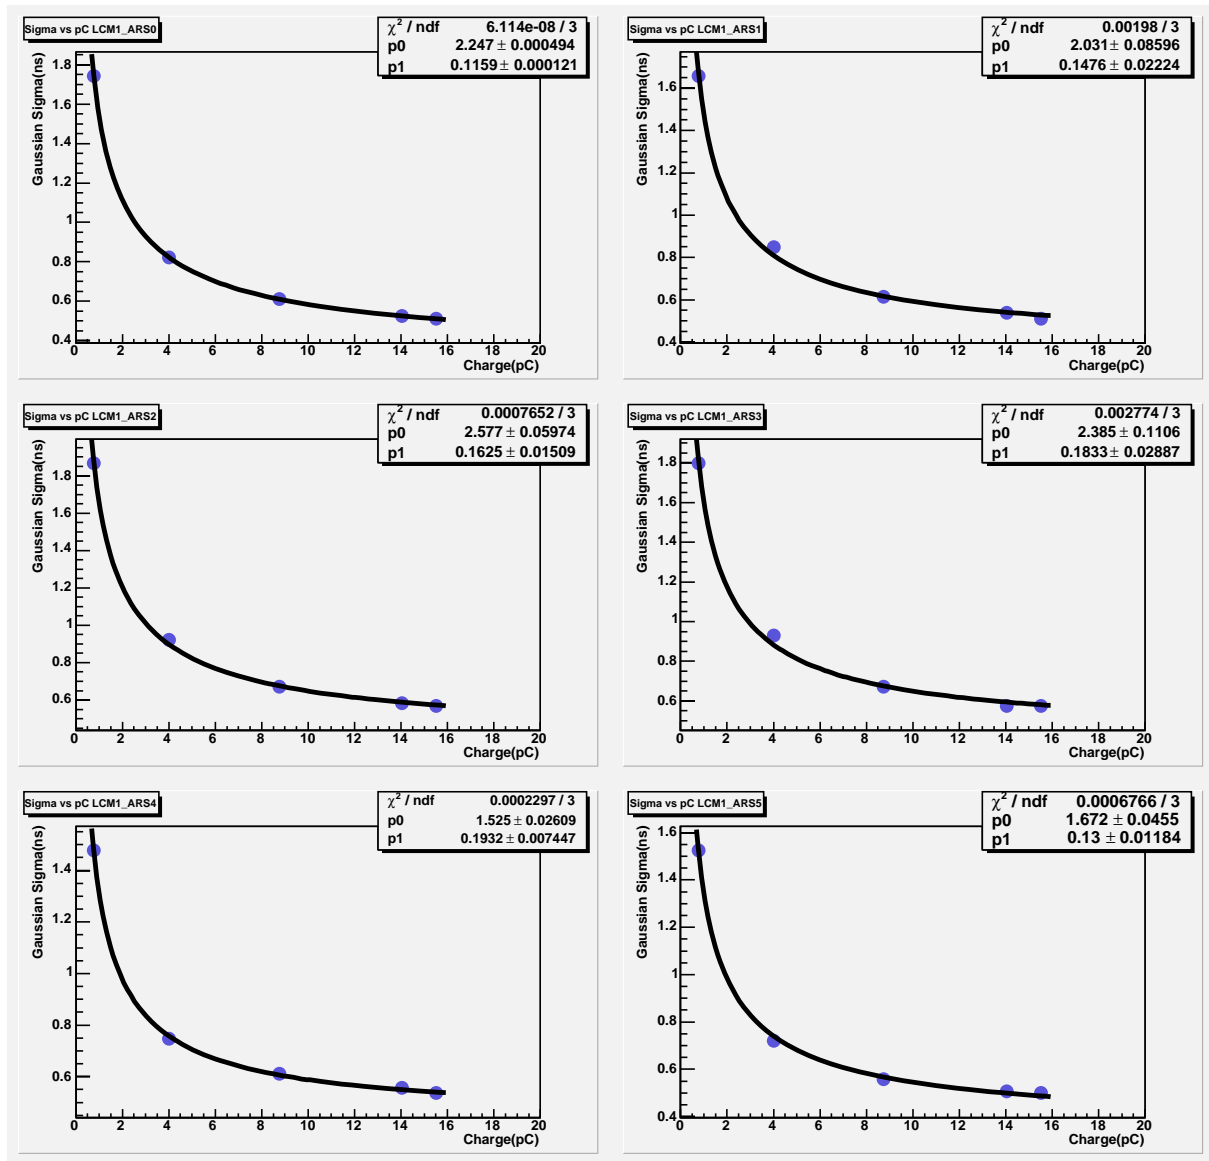 Sigma vs pC LCM1_ARS0
χ2 / ndf 6.114e-08 / 3
p0 2.247 ± 0.000494
p1 0.1159 ± 0.000121
Gaussian Sigma(ns)
1.8
1.6
1.4
1.2
1
0.8
0.6
0.4
0 2 4 6 8 10 12 14 16 18 20
Charge(pC)
Sigma vs pC LCM1_ARS1
χ2 / ndf 0.00198 / 3
p0 2.031 ± 0.08596
p1 0.1476 ± 0.02224
Gaussian Sigma(ns)
1.6
1.4
1.2
1
0.8
0.6
0.4
0 2 4 6 8 10 12 14 16 18 20
Charge(pC)
Sigma vs pC LCM1_ARS2
χ2 / ndf 0.0007652 / 3
p0 2.577 ± 0.05974
p1 0.1625 ± 0.01509
Gaussian Sigma(ns)
1.8
1.6
1.4
1.2
1
0.8
0.6
0 2 4 6 8 10 12 14 16 18 20
Charge(pC)
Sigma vs pC LCM1_ARS3
χ2 / ndf 0.002774 / 3
p0 2.385 ± 0.1106
p1 0.1833 ± 0.02887
Gaussian Sigma(ns)
1.8
1.6
1.4
1.2
1
0.8
0.6
0 2 4 6 8 10 12 14 16 18 20
Charge(pC)
Sigma vs pC LCM1_ARS4
χ2 / ndf 0.0002297 / 3
p0 1.525 ± 0.02609
p1 0.1932 ± 0.007447
Gaussian Sigma(ns)
1.4
1.2
1
0.8
0.6
0 2 4 6 8 10 12 14 16 18 20
Charge(pC)
Sigma vs pC LCM1_ARS5
χ2 / ndf 0.0006766 / 3
p0 1.672 ± 0.0455
p1 0.13 ± 0.01184
Gaussian Sigma(ns)
1.6
1.4
1.2
1
0.8
0.6
0.4
0 2 4 6 8 10 12 14 16 18 20
Charge(pC)